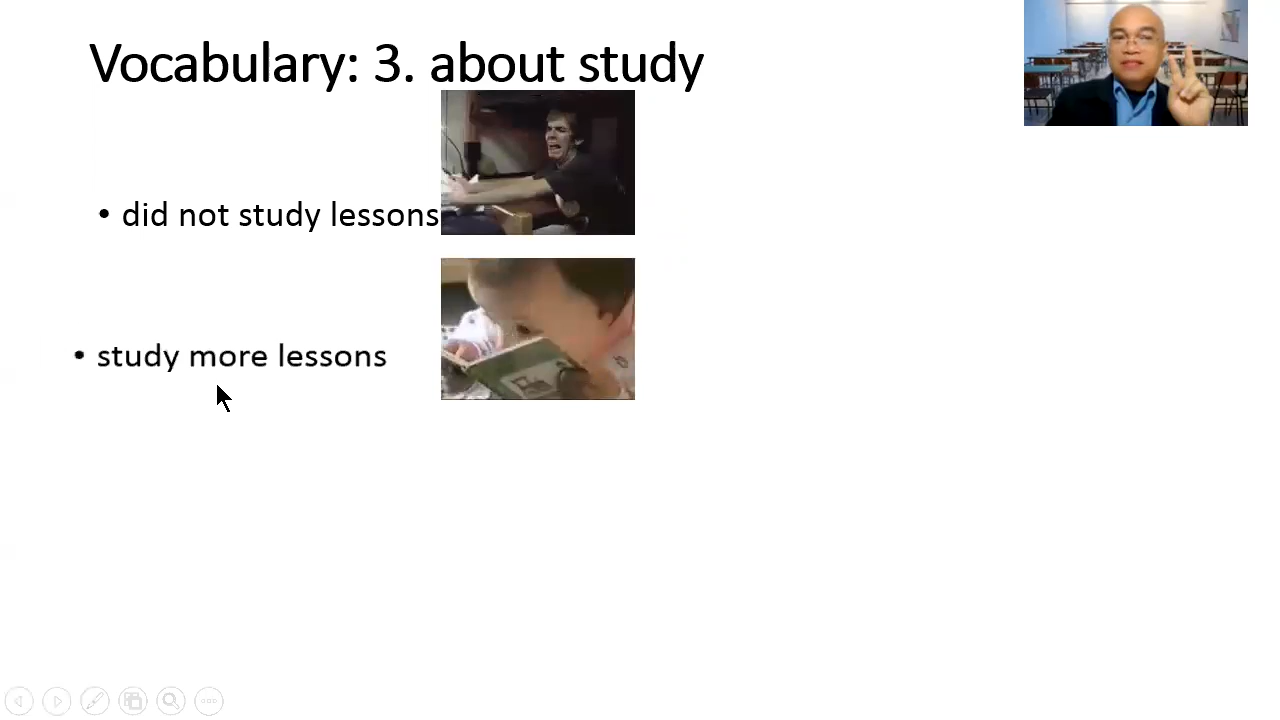 Vocabulary: 3. about study
• did not study lessons
• study more lessons